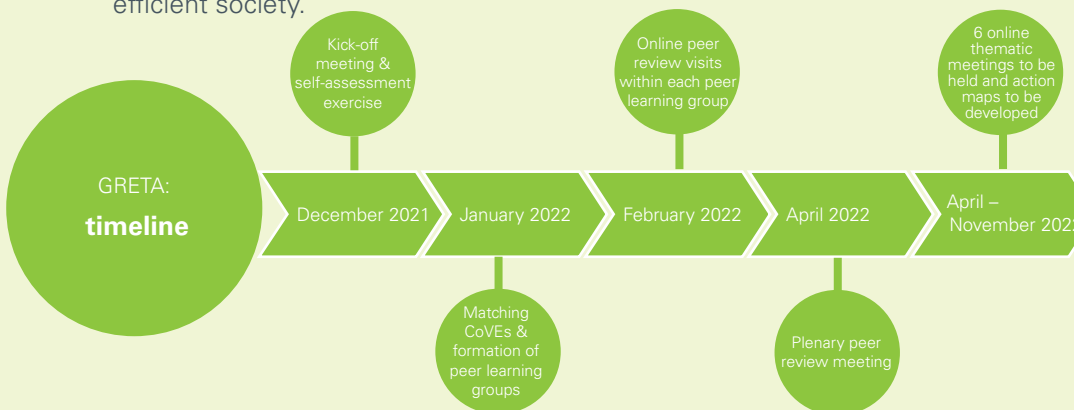 efficient society.
GRETA:
timeline
Kick-off
meeting &
self-assessment
exercise
December 2021
Matching
CoVEs &
formation of
peer learning
groups
January 2022
Online peer
review visits
within each peer
learning group
February 2022
Plenary peer
review meeting
April 2022
6 online
thematic
meetings to be
held and action
maps to be
developed
April –
November 2022